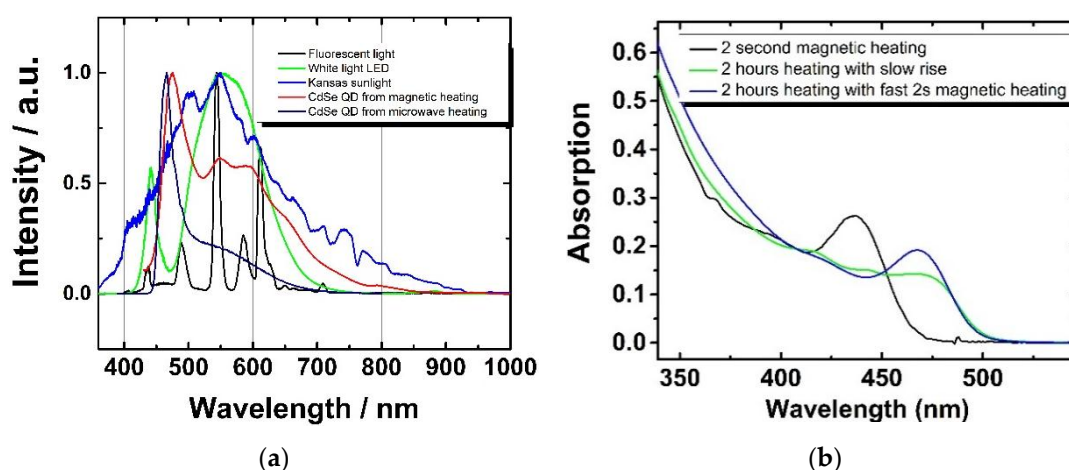 Fluorescent light
White light LED
Kansas sunlight
CdSe QD from magnetic heating
CdSe QD from microwave heating
Intensity / a.u.
1.0
0.5
0.0
400 500 600 700 800 900 1000
Wavelength / nm
(a)
2 second magnetic heating
2 hours heating with slow rise
2 hours heating with fast 2s magnetic heating
Absorption
0.6
0.5
0.4
0.3
0.2
0.1
0.0
350 400 450 500
Wavelength (nm)
(b)